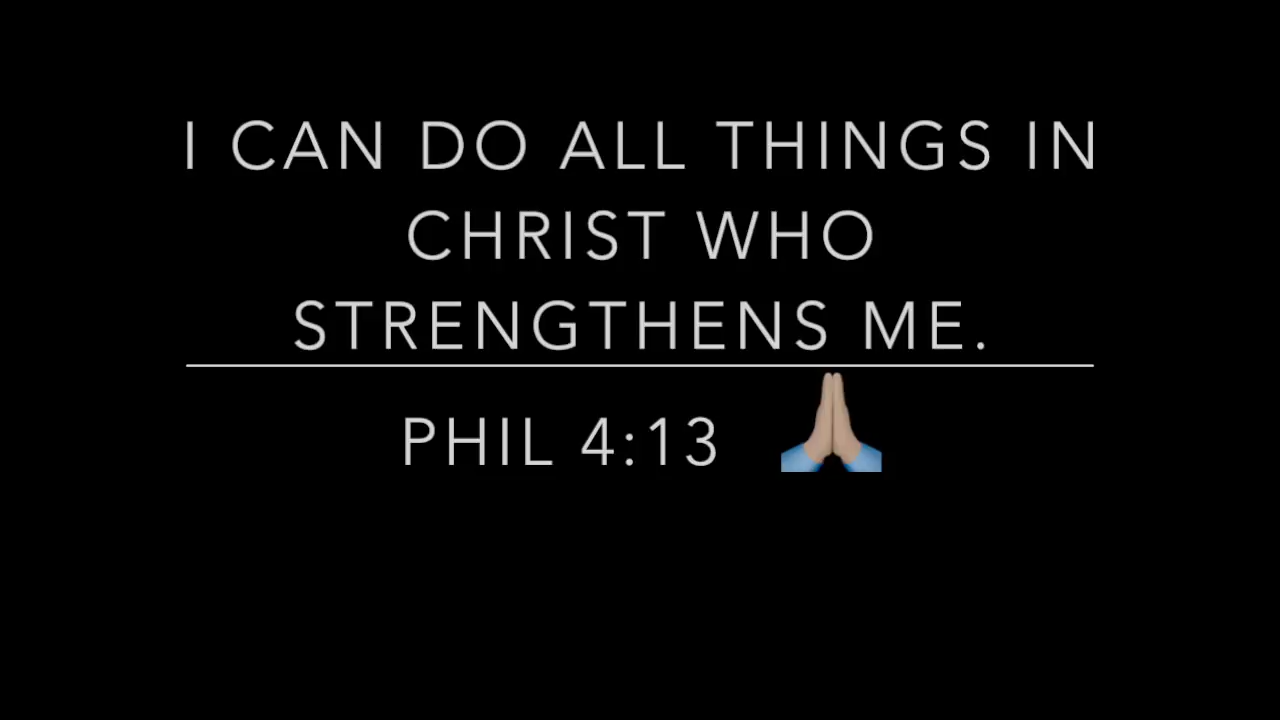 I CAN DO ALL THINGS IN
CHRIST WHO
STRENGTHENS ME.
PHIL 4:13 🙏🏼